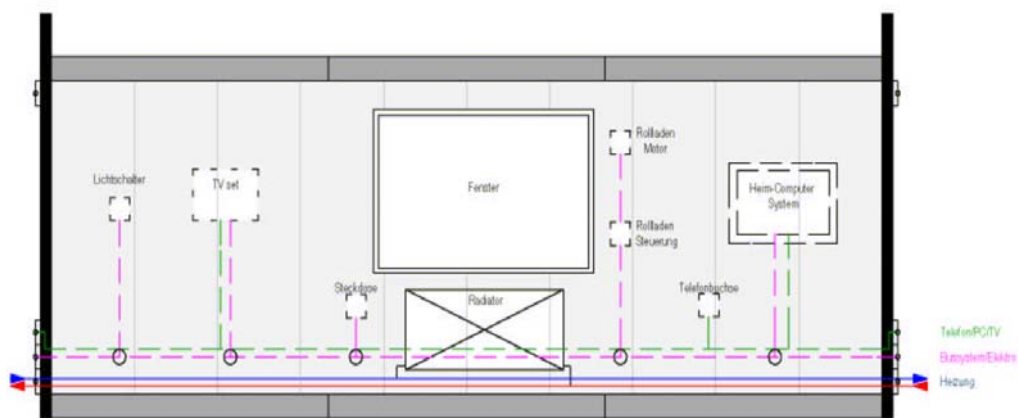 Rollladen
Motor
Lichtschalter
TV set
Fenster
Heim-Computer
System
Rollladen
Steuerung
Steckdose
Radiator
Telefonbuchse
Telefon/PC/TV
Bussystem/Elektro
Heizung